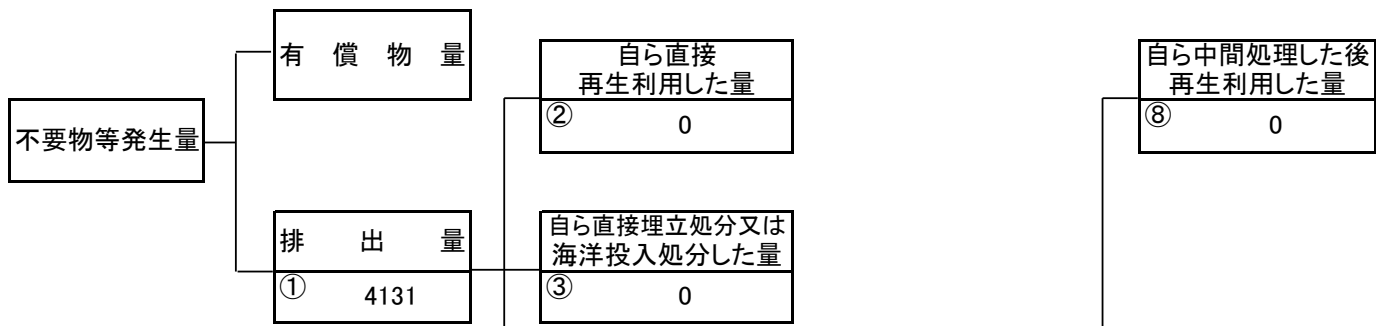 有償物量
自ら直接
再生利用した量
② 0
自ら中間処理した後
再生利用した量
⑧ 0
不要物等発生量
排出量
① 4131
自ら直接埋立処分又は
海洋投入処分した量
③ 0